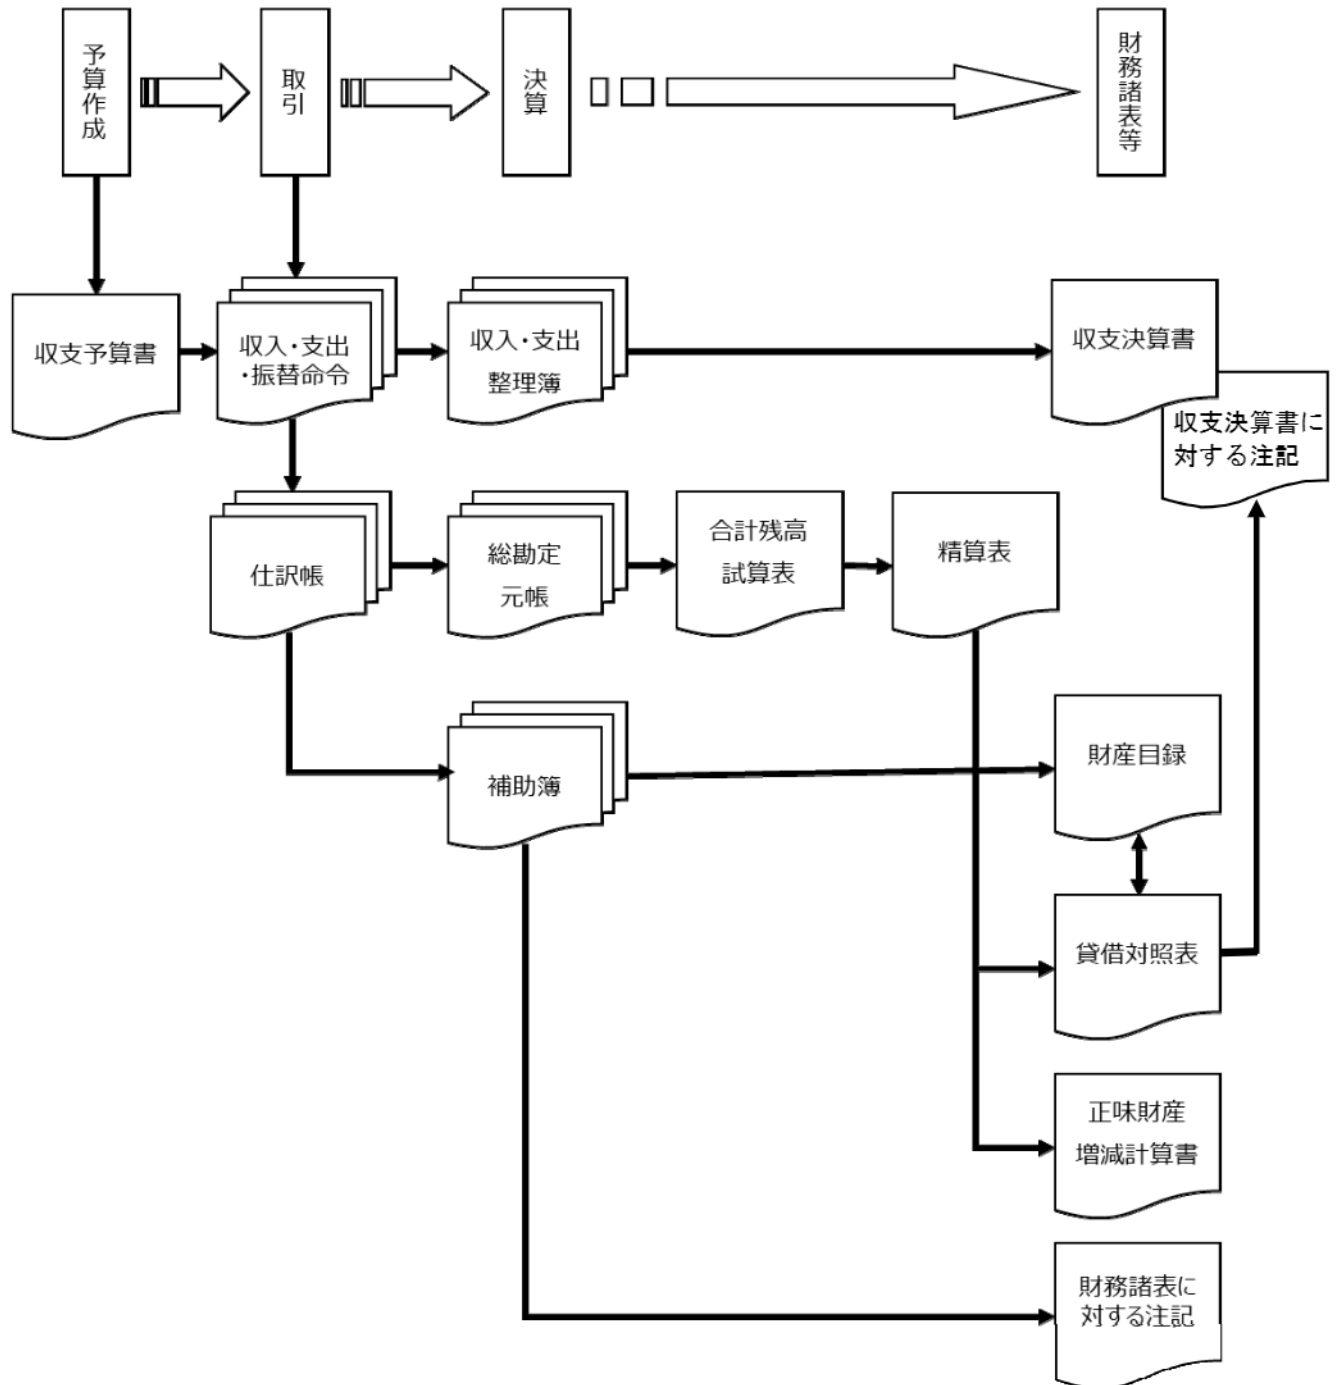 予算作成
取引
決算
財務諸表等
収支予算書
収入・支出
・振替命令
収入・支出
整理簿
収支決算書
収支決算書に
対する注記
仕訳帳
総勘定
元帳
合計残高
試算表
精算表
補助簿
財産目録
貸借対照表
正味財産
増減計算書
財務諸表に
対する注記